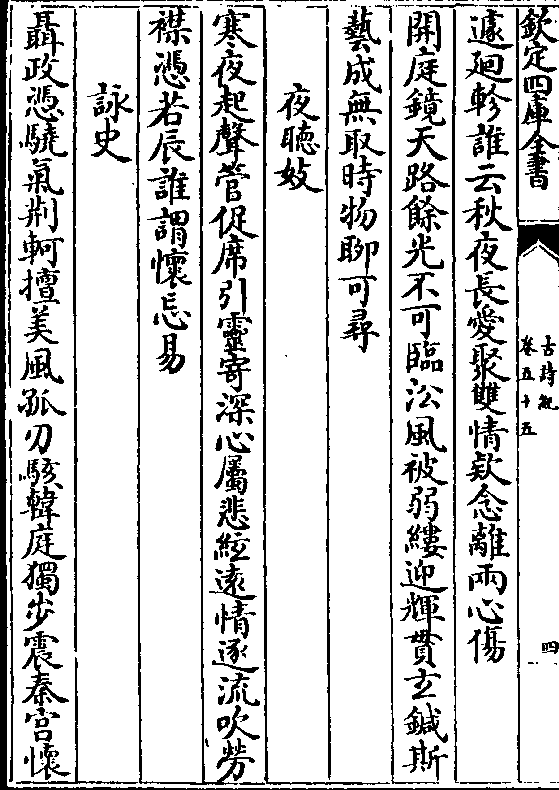 欽定四庫全書
古詩紀
卷五十五
四
遽廻軫誰云秋夜長愛聚雙情欵念離兩心傷
開庭鏡天路餘光不可臨㳂風被弱縷迎輝貫玄鍼斯
藝成無取時物聊可尋
夜聽妓
寒夜起聲管促席引靈寄深心屬悲絃遠情逐流吹勞
襟憑若辰誰謂懷忘易
詠史
聶政憑驍氣荆軻擅美風孤刃駭韓庭獨步震秦宫懷